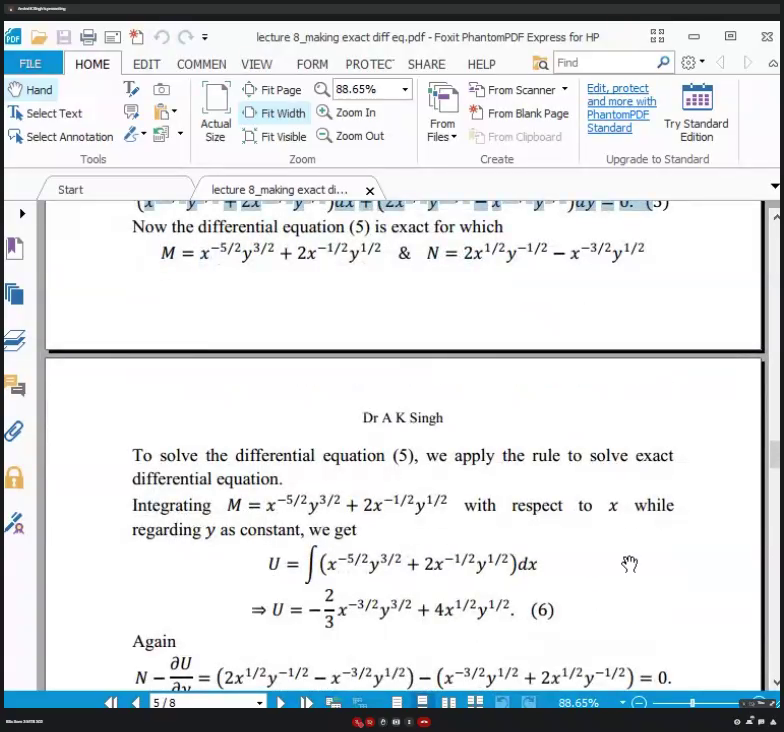 lecture 8_making exact diff eq.pdf - Foxit PhantomPDF Express for HP
FILE HOME EDIT COMMEN VIEW FORM PROTEC SHARE HELP Find
Hand
Select Text
Select Annotation
Tools
Actual Size
Fit Page
Fit Width
Fit Visible
88.65%
Zoom In
Zoom Out
Zoom
From Files
From Scanner
From Blank Page
From Clipboard
Create
Edit, protect
and more with
PhantomPDF
Standard
Try Standard
Edition
Upgrade to Standard
Start lecture 8_making exact di...
Now the differential equation (5) is exact for which
M = x^{-5/2}y^{3/2} + 2x^{-1/2}y^{1/2} & N = 2x^{1/2}y^{-1/2} − x^{-3/2}y^{1/2}
Dr A K Singh
To solve the differential equation (5), we apply the rule to solve exact
differential equation.
Integrating M = x^{-5/2}y^{3/2} + 2x^{-1/2}y^{1/2} with respect to x while
regarding y as constant, we get
U = ∫(x^{-5/2}y^{3/2} + 2x^{-1/2}y^{1/2})dx
⇒ U = −2/3 x^{-3/2}y^{3/2} + 4x^{1/2}y^{1/2}. (6)
Again
N − ∂U/∂y = (2x^{1/2}y^{-1/2} − x^{-3/2}y^{1/2}) − (x^{-3/2}y^{1/2} + 2x^{1/2}y^{-1/2}) = 0.
5 / 8 88.65%